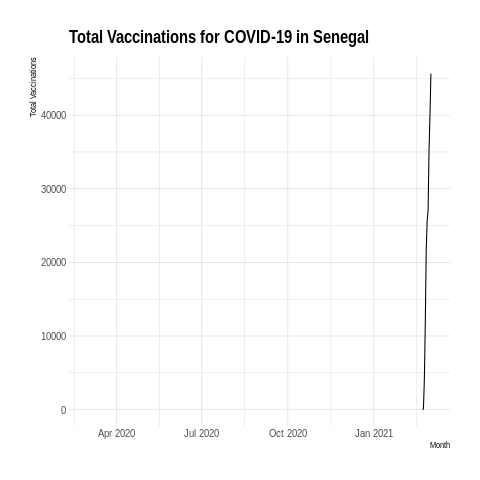 Total Vaccinations for COVID-19 in Senegal
Total Vaccinations
40000
30000
20000
10000
0
Apr 2020
Jul 2020
Oct 2020
Jan 2021
Month